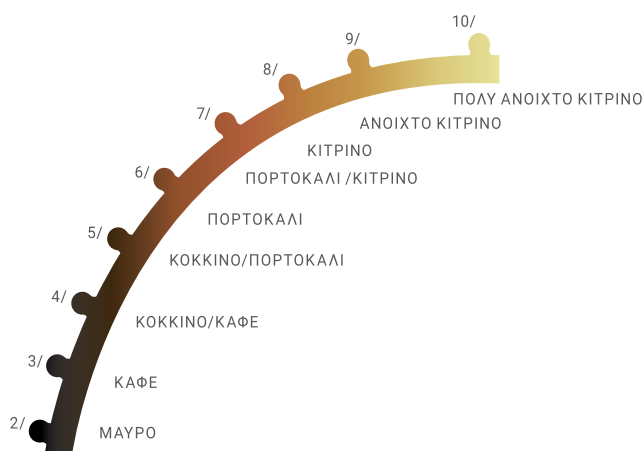 10/
ΠΟΛΥ ΑΝΟΙΧΤΟ ΚΙΤΡΙΝΟ
9/
ΑΝΟΙΧΤΟ ΚΙΤΡΙΝΟ
8/
ΚΙΤΡΙΝΟ
7/
ΠΟΡΤΟΚΑΛΙ /ΚΙΤΡΙΝΟ
6/
ΠΟΡΤΟΚΑΛΙ
5/
ΚΟΚΚΙΝΟ/ΠΟΡΤΟΚΑΛΙ
4/
ΚΟΚΚΙΝΟ/ΚΑΦΕ
3/
ΚΑΦΕ
2/
ΜΑΥΡΟ